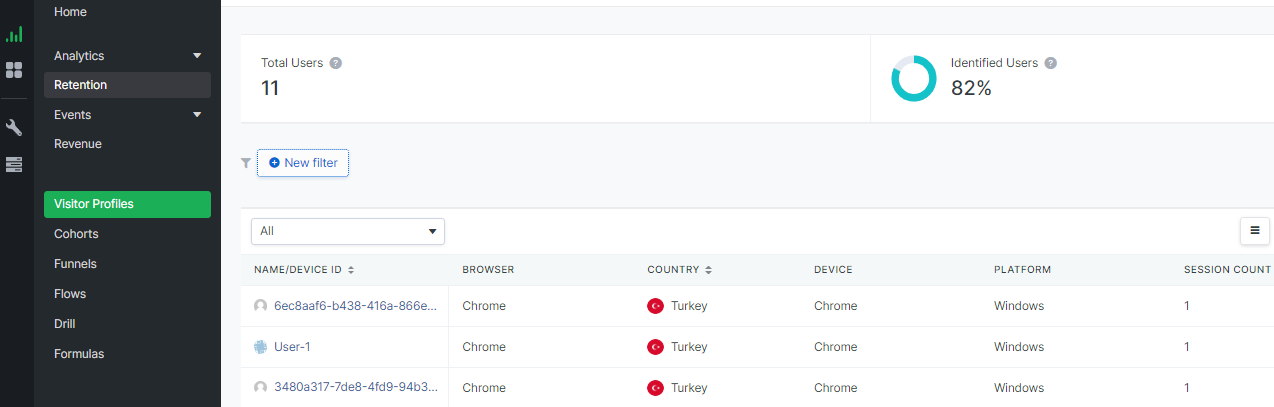 Home
Analytics
Retention
Events
Revenue
Visitor Profiles
Cohorts
Funnels
Flows
Drill
Formulas
Total Users ?
11
Identified Users ?
82%
New filter
All
NAME/DEVICE ID BROWSER COUNTRY DEVICE PLATFORM SESSION COUNT
6ec8aaf6-b438-416a-866e... Chrome Turkey Chrome Windows 1
User-1 Chrome Turkey Chrome Windows 1
3480a317-7de8-4fd9-94b3... Chrome Turkey Chrome Windows 1